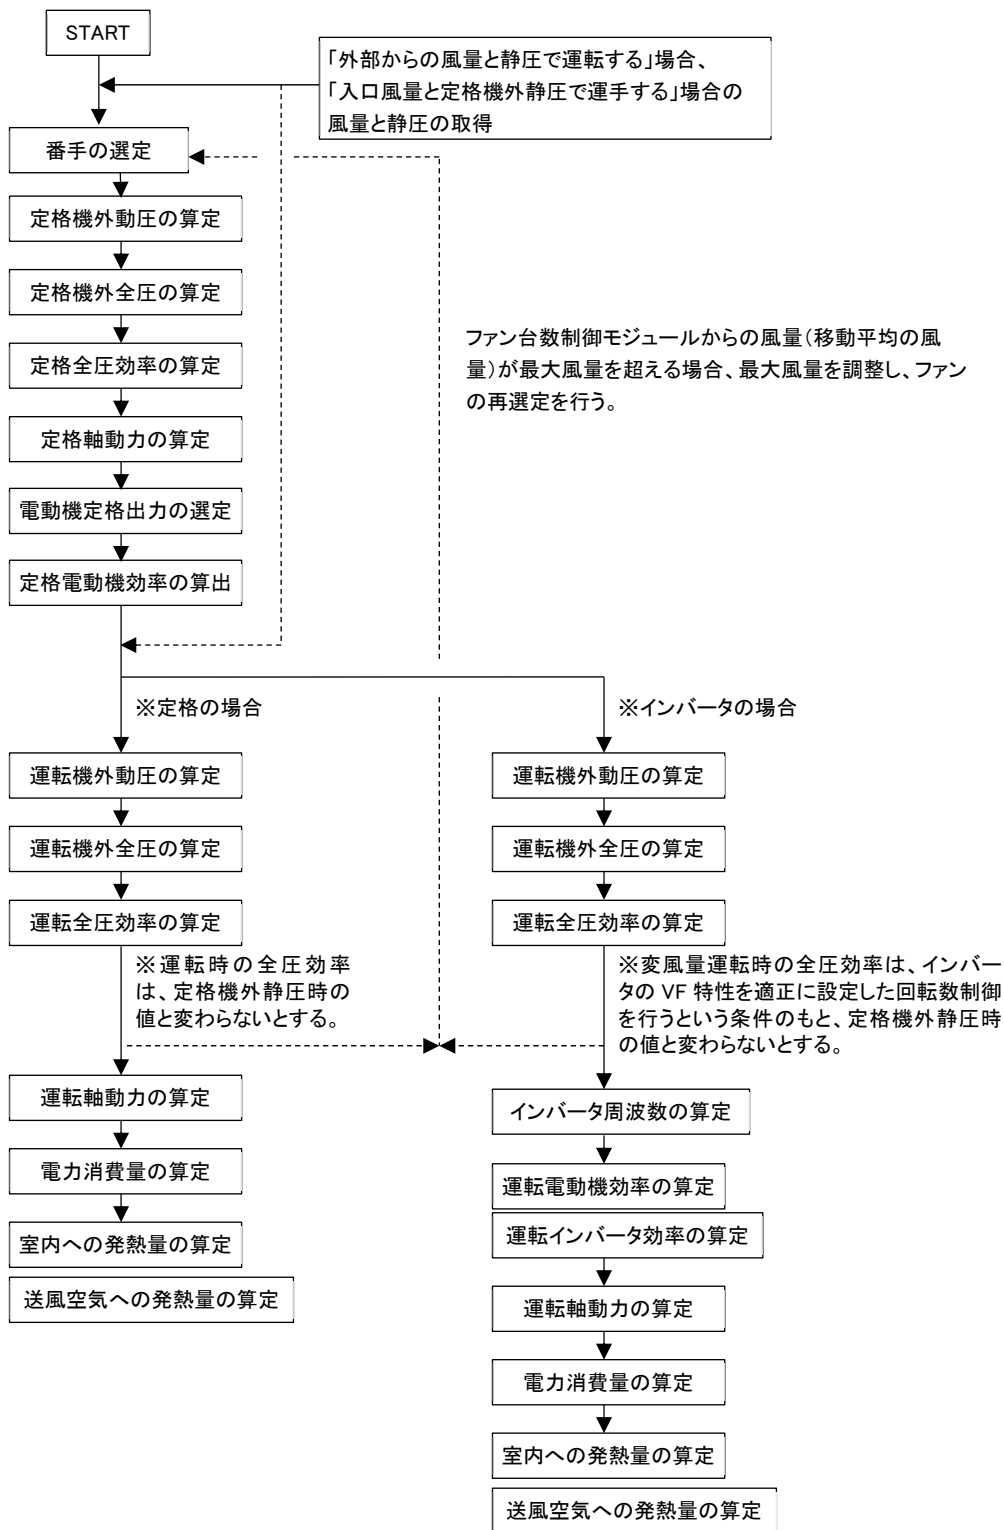 START
「外部からの風量と静圧で運転する」場合、
「入口風量と定格機外静圧で運手する」場合の
風量と静圧の取得
番手の選定
定格機外動圧の算定
定格機外全圧の算定
定格全圧効率の算定
定格軸動力の算定
電動機定格出力の選定
定格電動機効率の算出
ファン台数制御モジュールからの風量（移動平均の風
量）が最大風量を超える場合、最大風量を調整し、ファン
の再選定を行う。
※定格の場合
運転機外動圧の算定
運転機外全圧の算定
運転全圧効率の算定
※運転時の全圧効率
は、定格機外静圧時の
値と変わらないとする。
運転軸動力の算定
電力消費量の算定
室内への発熱量の算定
送風空気への発熱量の算定
※インバータの場合
運転機外動圧の算定
運転機外全圧の算定
運転全圧効率の算定
※変風量運転時の全圧効率は、インバー
タの VF 特性を適正に設定した回転数制御
を行うという条件のもと、定格機外静圧時
の値と変わらないとする。
インバータ周波数の算定
運転電動機効率の算定
運転インバータ効率の算定
運転軸動力の算定
電力消費量の算定
室内への発熱量の算定
送風空気への発熱量の算定